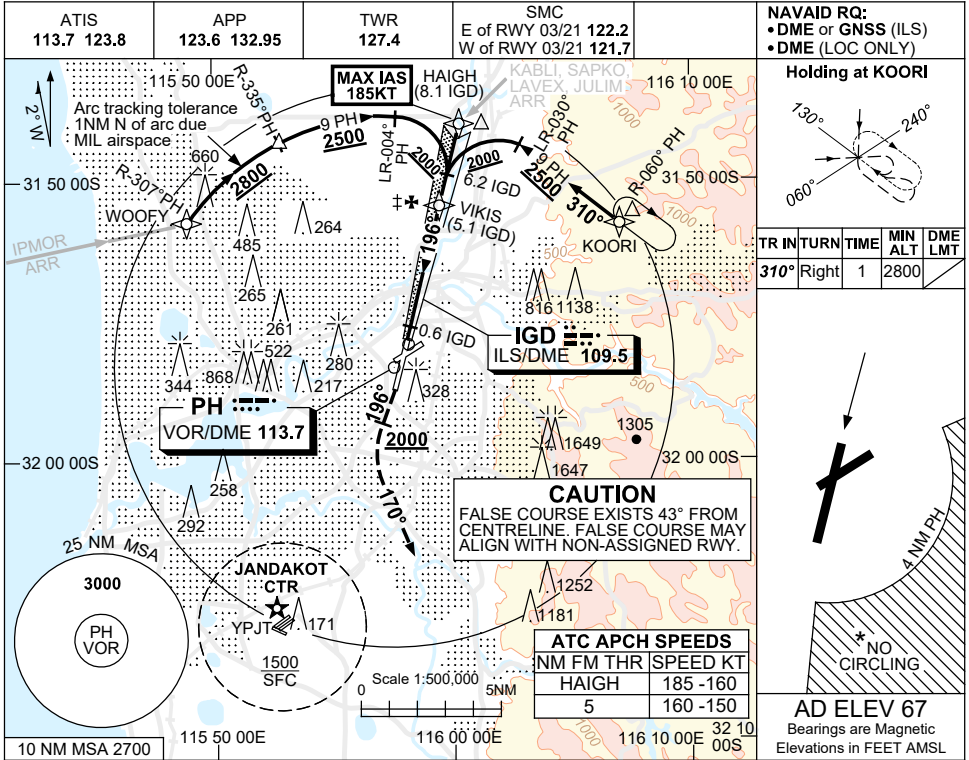 ATIS
113.7 123.8
APP
123.6 132.95
TWR
127.4
SMC
E of RWY 03/21 122.2
W of RWY 03/21 121.7
NAVAID RQ:
• DME or GNSS (ILS)
• DME (LOC ONLY)
115 50 00E
116 10 00E
2° W
Arc tracking tolerance
1NM N of arc due
MIL airspace
R-335°PH
MAX IAS
185KT
HAIGH
(8.1 IGD)
KABLI, SAPKO,
LAVEX, JULIM
ARR
1000
9 PH
2500
LR-004°
PH
2000
2000
LR-030°
PH
9 PH
2500
310°
R-060° PH
31 50 00S
31 50 00S
R-307°PH
660
2800
WOOFY
IPMOR
ARR
6.2 IGD
VIKIS
(5.1 IGD)
KOORI
1000
196°
264
485
265
261
500
816
1138
0.6 IGD
IGD
ILS/DME 109.5
280
522
344
868
217
328
500
PH
VOR/DME 113.7
196°
2000
1305
1649
1647
32 00 00S
32 00 00S
258
292
170°
CAUTION
FALSE COURSE EXISTS 43° FROM
CENTRELINE. FALSE COURSE MAY
ALIGN WITH NON-ASSIGNED RWY.
25 NM MSA
3000
PH
VOR
JANDAKOT
CTR
YPJT
171
1500
SFC
1252
1181
Scale 1:500,000
0
5NM
ATC APCH SPEEDS
NM FM THR SPEED KT
HAIGH 185 -160
5 160 -150
1000
10 NM MSA 2700
115 50 00E
116 00 00E
116 10 00E
32 10
00S
Holding at KOORI
130°
240°
060°
TR IN TURN TIME MIN ALT DME LMT
310° Right 1 2800
4 NM PH
* NO
CIRCLING
AD ELEV 67
Bearings are Magnetic
Elevations in FEET AMSL